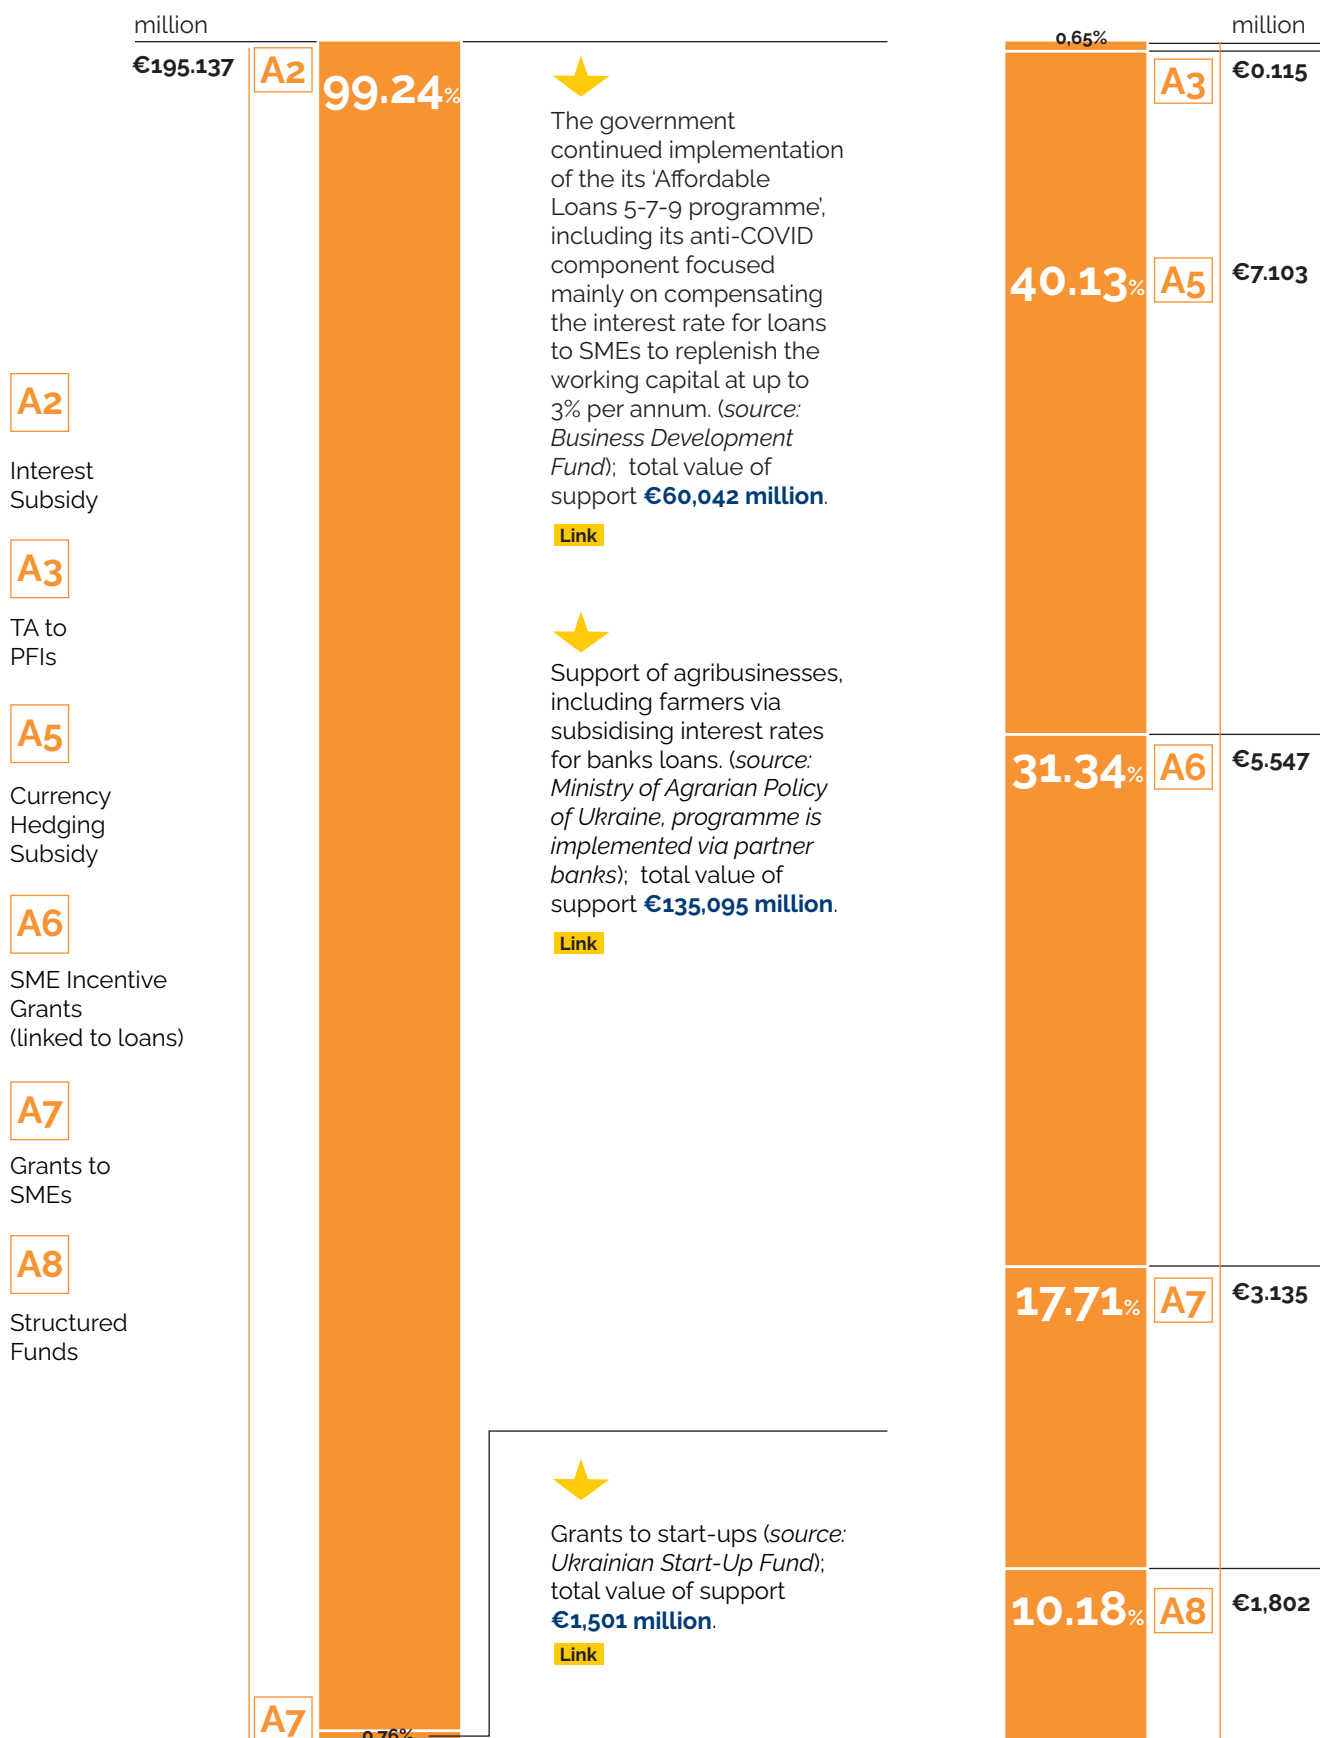 million
€195.137
A2
99.24%
A2
Interest
Subsidy
A3
TA to
PFIs
A5
Currency
Hedging
Subsidy
A6
SME Incentive
Grants
(linked to loans)
A7
Grants to
SMEs
A8
Structured
Funds
A7
0.76%
The government
continued implementation
of the its ‘Affordable
Loans 5-7-9 programme’,
including its anti-COVID
component focused
mainly on compensating
the interest rate for loans
to SMEs to replenish the
working capital at up to
3% per annum. (source:
Business Development
Fund); total value of
support €60,042 million.
Link
Support of agribusinesses,
including farmers via
subsidising interest rates
for banks loans. (source:
Ministry of Agrarian Policy
of Ukraine, programme is
implemented via partner
banks); total value of
support €135,095 million.
Link
Grants to start-ups (source:
Ukrainian Start-Up Fund);
total value of support
€1,501 million.
Link
million
0,65%
A3 €0.115
40.13% A5 €7.103
31.34% A6 €5.547
17.71% A7 €3.135
10.18% A8 €1,802